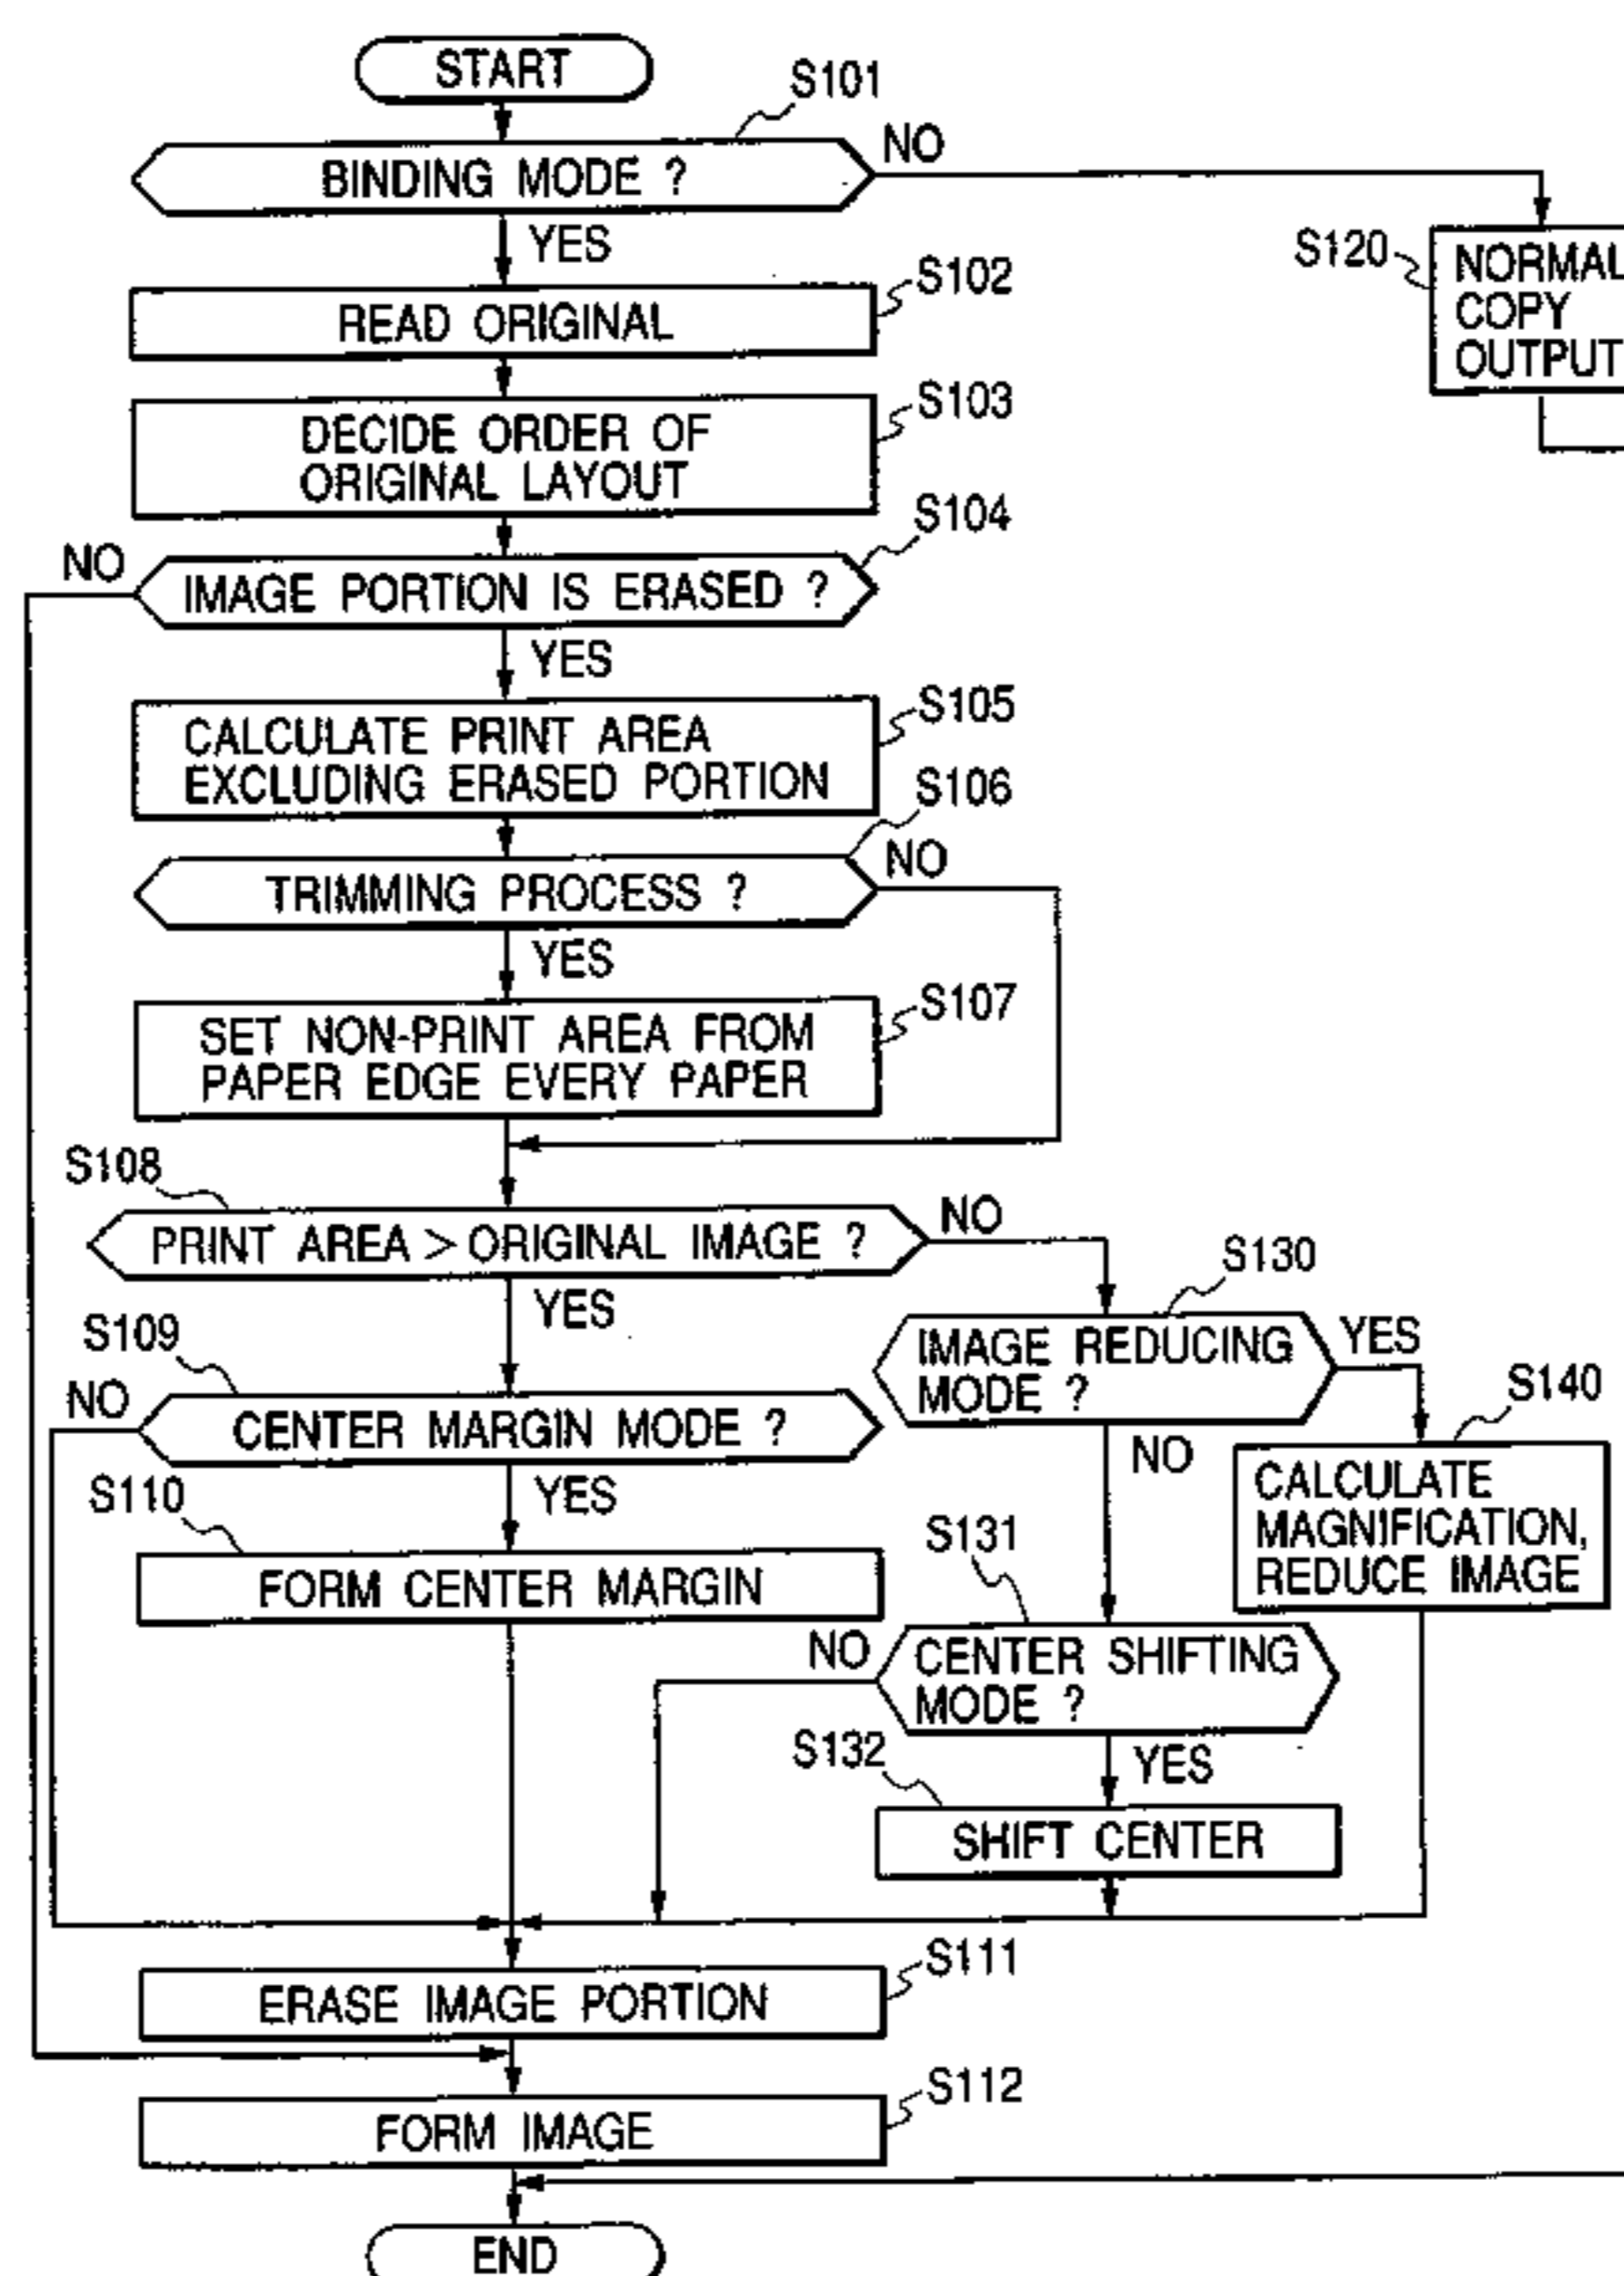 START
S101
BINDING MODE ?
NO
YES
S120
NORMAL
COPY
OUTPUT
S102
READ ORIGINAL
S103
DECIDE ORDER OF
ORIGINAL LAYOUT
S104
NO
IMAGE PORTION IS ERASED ?
YES
S105
CALCULATE PRINT AREA
EXCLUDING ERASED PORTION
S106
TRIMMING PROCESS ?
NO
YES
S107
SET NON-PRINT AREA FROM
PAPER EDGE EVERY PAPER
S108
PRINT AREA > ORIGINAL IMAGE ?
NO
YES
S130
IMAGE REDUCING
MODE ?
YES
NO
S140
CALCULATE
MAGNIFICATION,
REDUCE IMAGE
S109
NO
CENTER MARGIN MODE ?
YES
S110
FORM CENTER MARGIN
S131
NO
CENTER SHIFTING
MODE ?
YES
S132
SHIFT CENTER
S111
ERASE IMAGE PORTION
S112
FORM IMAGE
END